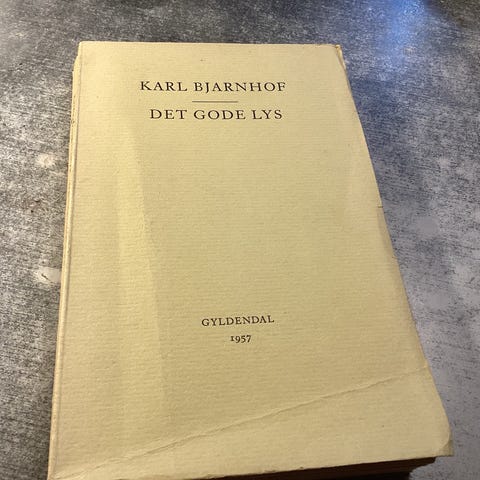 KARL BJARNHOF
DET GODE LYS
GYLDENDAL
1957